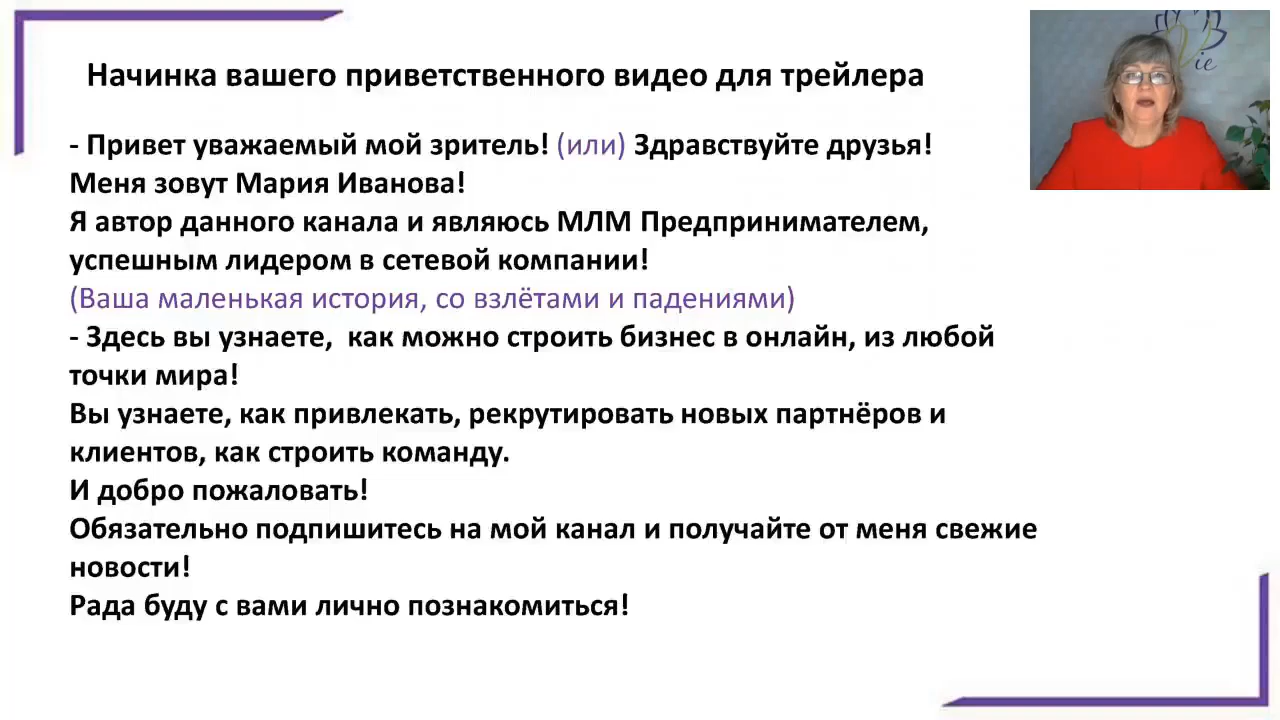 Начинка вашего приветственного видео для трейлера
- Привет уважаемый мой зритель! (или) Здравствуйте друзья!
Меня зовут Мария Иванова!
Я автор данного канала и являюсь МЛМ Предпринимателем,
успешным лидером в сетевой компании!
(Ваша маленькая история, со взлётами и падениями)
- Здесь вы узнаете,  как можно строить бизнес в онлайн, из любой
точки мира!
Вы узнаете, как привлекать, рекрутировать новых партнёров и
клиентов, как строить команду.
И добро пожаловать!
Обязательно подпишитесь на мой канал и получайте от меня свежие
новости!
Рада буду с вами лично познакомиться!